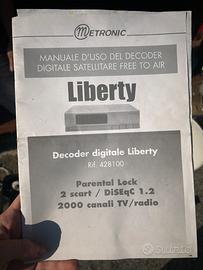 METRONIC
MANUALE D'USO DEL DECODER
DIGITALE SATELLITARE FREE TO AIR
Liberty
Decoder digitale Liberty
Rif. 428100
Parental Lock
2 scart / DiSEqC 1.2
2000 canali TV/radio
subito